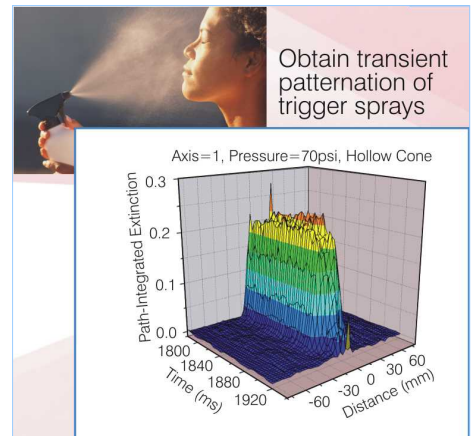 Obtain transient
patternation of
trigger sprays
Axis=1, Pressure=70psi, Hollow Cone
Path-Integrated Extinction
0.3
0.2
0.1
0.0
1800
1840
1880
1920
Time (ms)
-60
-30
0
30
60
Distance (mm)